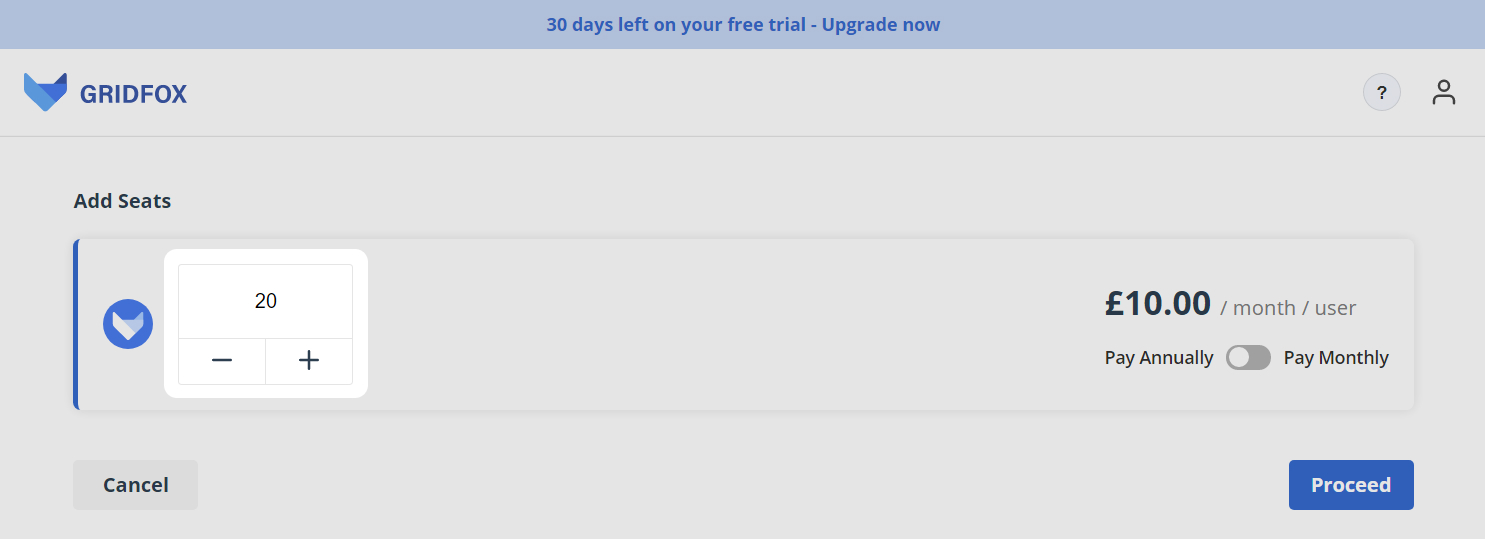 30 days left on your free trial - Upgrade now
GRIDFOX
?
Add Seats
20
£10.00 / month / user
Pay Annually Pay Monthly
Cancel
Proceed